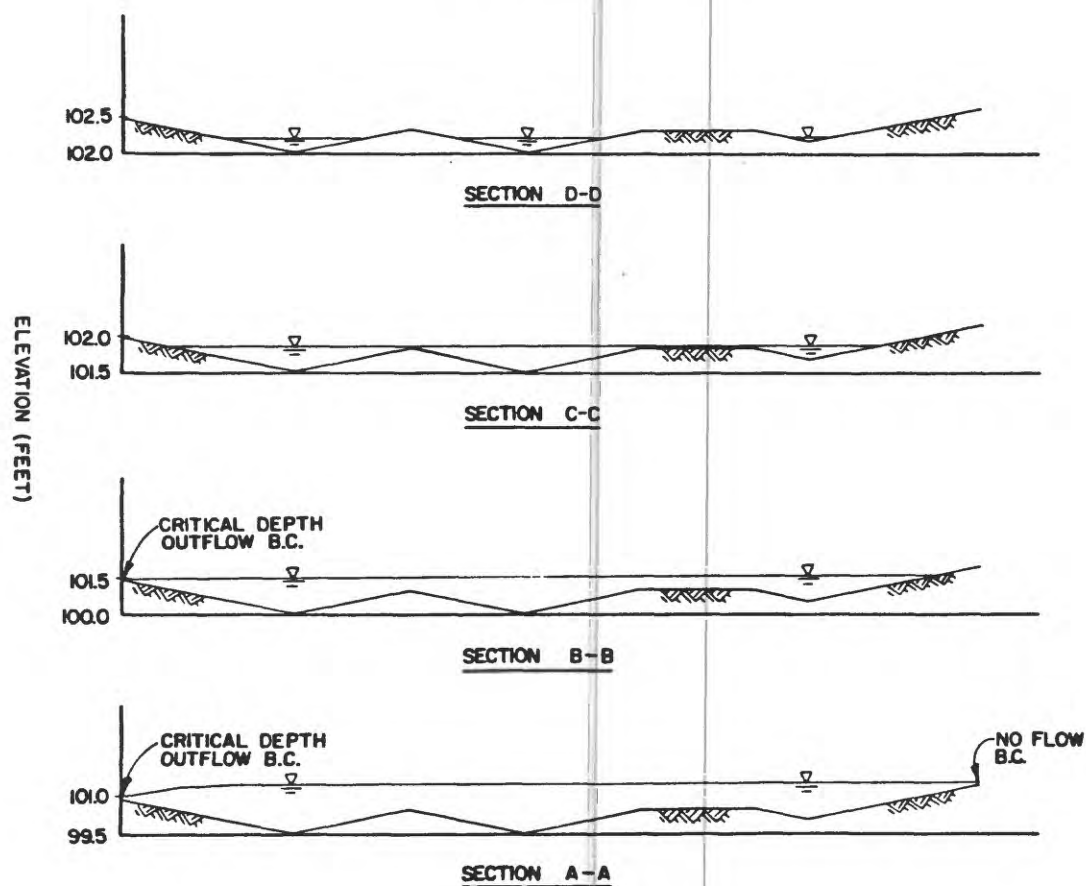 102.5
102.0
SECTION D-D
102.0
101.5
SECTION C-C
ELEVATION (FEET)
CRITICAL DEPTH
OUTFLOW B.C.
101.5
100.0
SECTION B-B
CRITICAL DEPTH
OUTFLOW B.C.
NO FLOW
B.C.
101.0
99.5
SECTION A-A